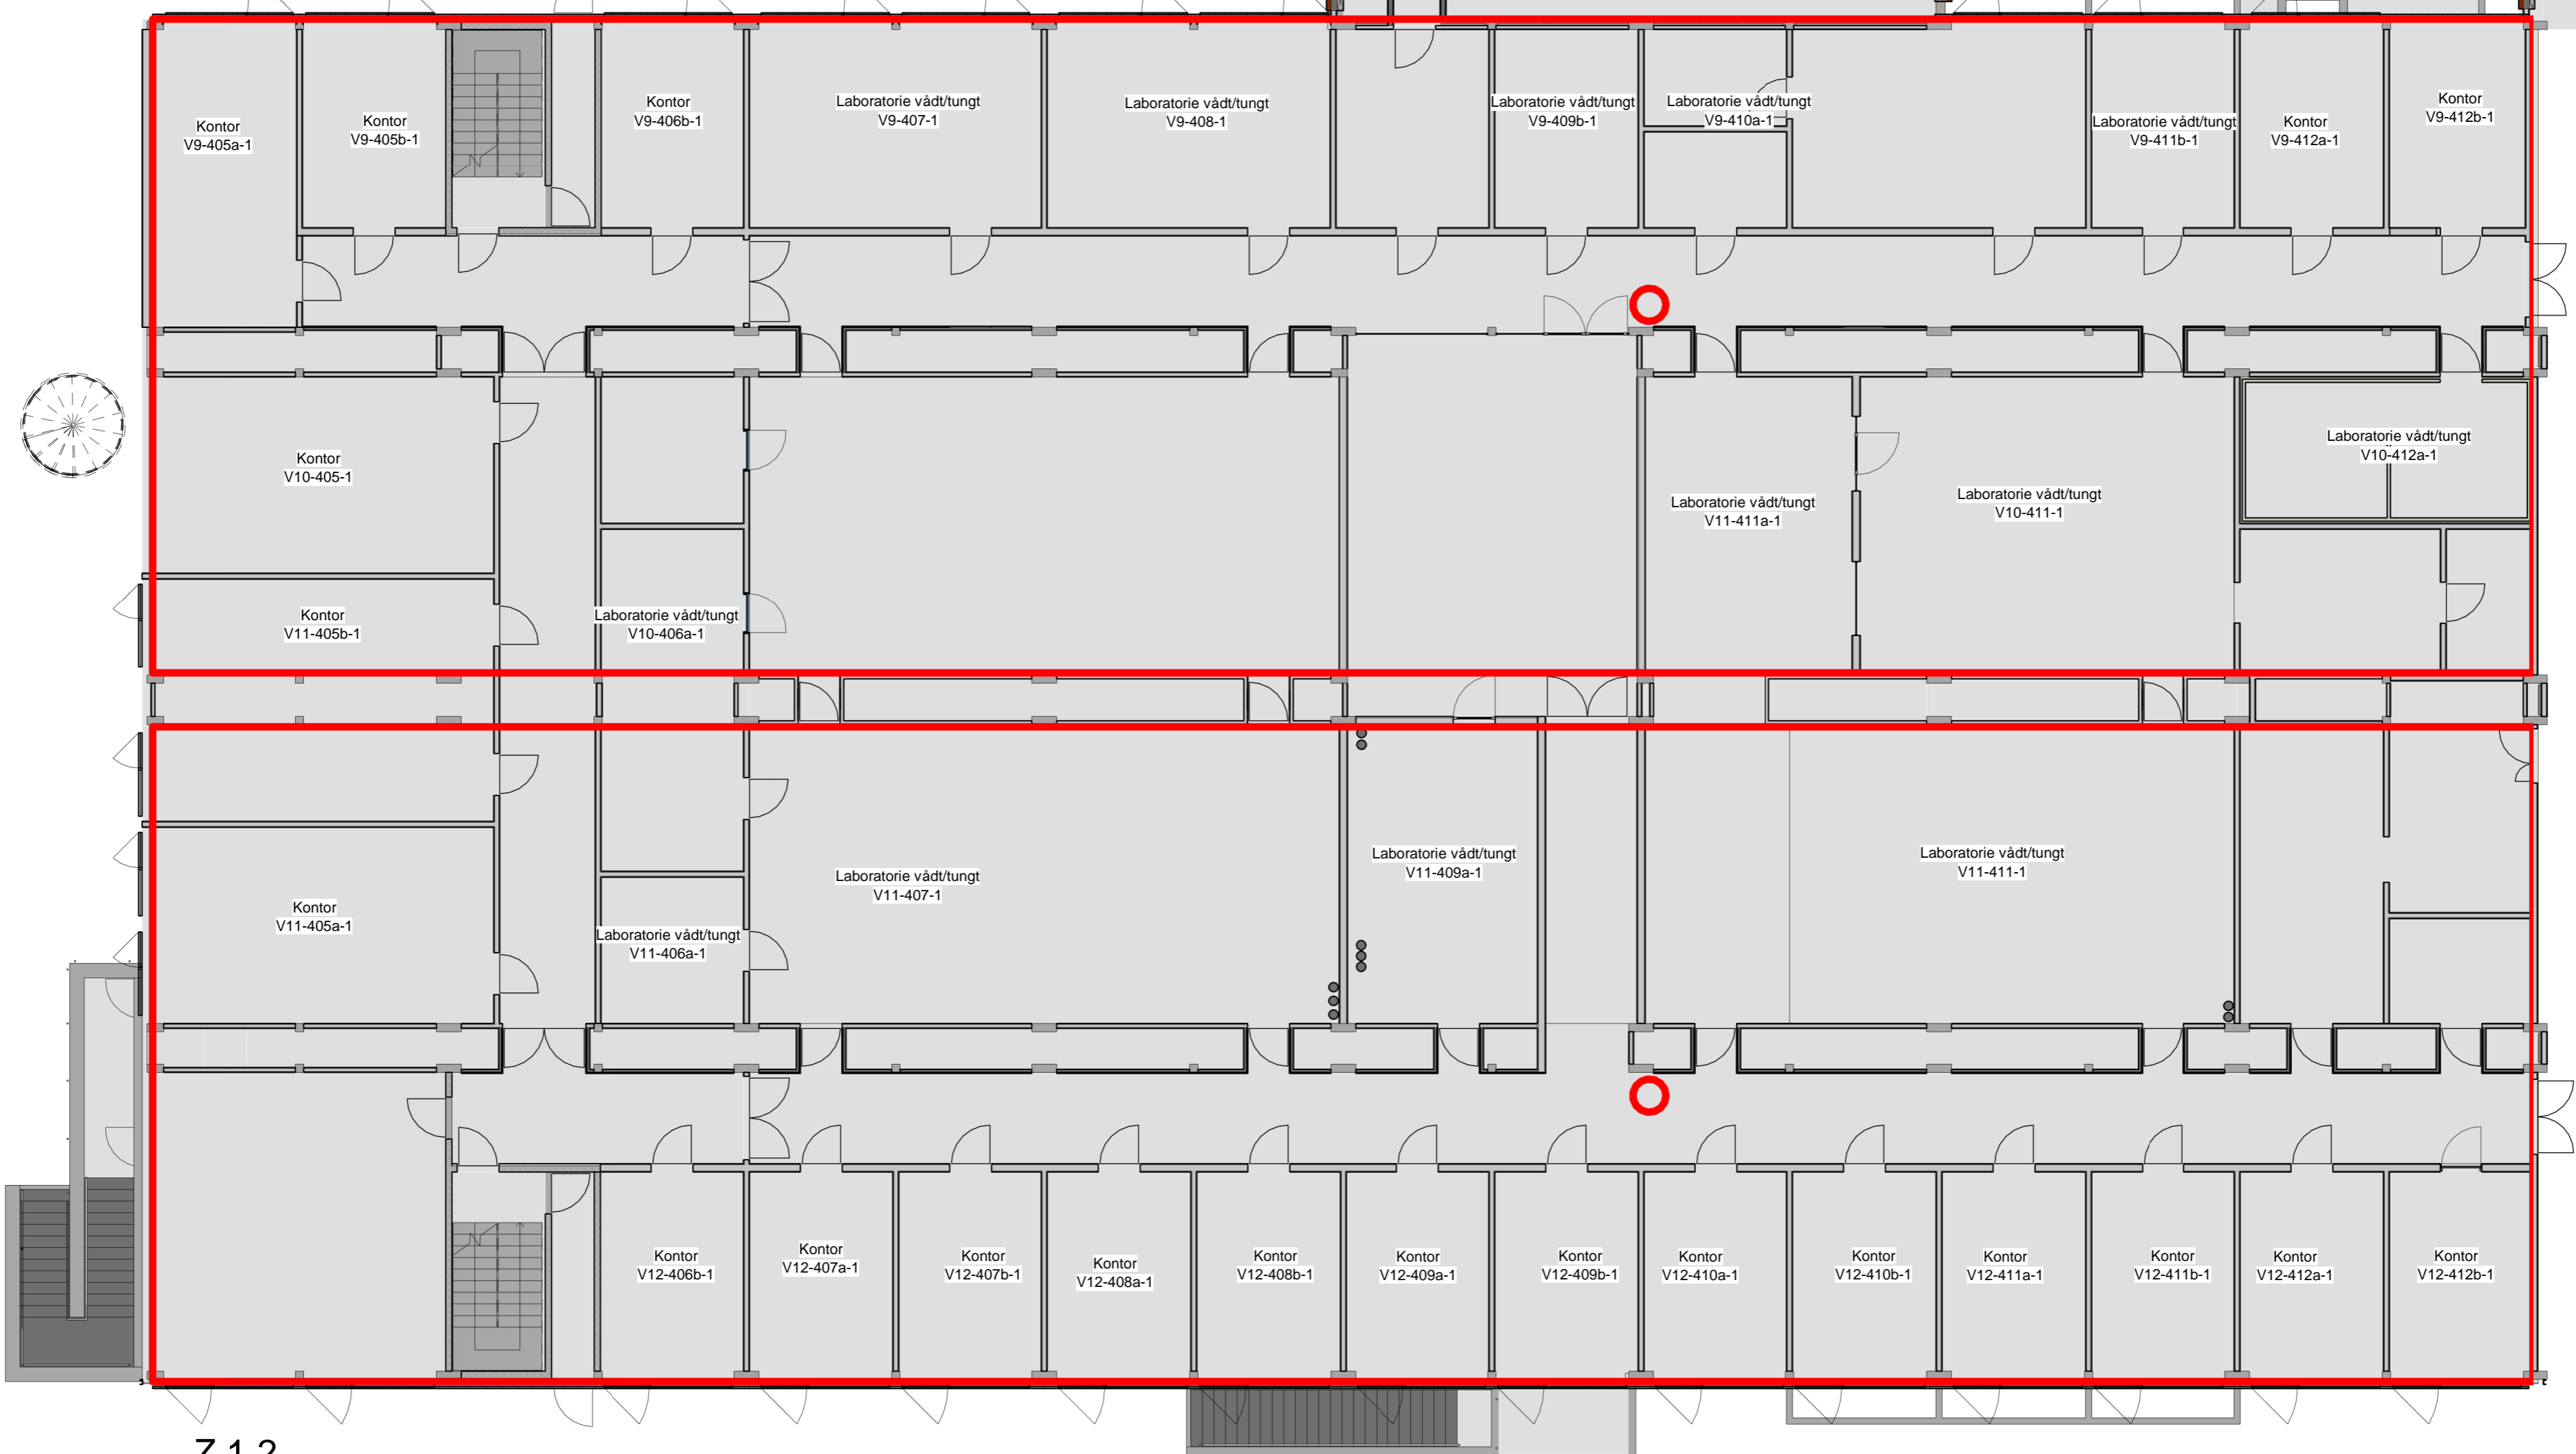 Kontor
V9-405a-1
Kontor
V9-405b-1
Kontor
V9-406b-1
Laboratorie vådt/tungt
V9-407-1
Laboratorie vådt/tungt
V9-408-1
Laboratorie vådt/tungt
V9-409b-1
Laboratorie vådt/tungt
V9-410a-1
Laboratorie vådt/tungt
V9-411b-1
Kontor
V9-412a-1
Kontor
V9-412b-1
Kontor
V10-405-1
Laboratorie vådt/tungt
V11-411a-1
Laboratorie vådt/tungt
V10-411-1
Laboratorie vådt/tungt
V10-412a-1
Kontor
V11-405b-1
Laboratorie vådt/tungt
V10-406a-1
Kontor
V11-405a-1
Laboratorie vådt/tungt
V11-406a-1
Laboratorie vådt/tungt
V11-407-1
Laboratorie vådt/tungt
V11-409a-1
Laboratorie vådt/tungt
V11-411-1
Kontor
V12-406b-1
Kontor
V12-407a-1
Kontor
V12-407b-1
Kontor
V12-408a-1
Kontor
V12-408b-1
Kontor
V12-409a-1
Kontor
V12-409b-1
Kontor
V12-410a-1
Kontor
V12-410b-1
Kontor
V12-411a-1
Kontor
V12-411b-1
Kontor
V12-412a-1
Kontor
V12-412b-1
7.1.2